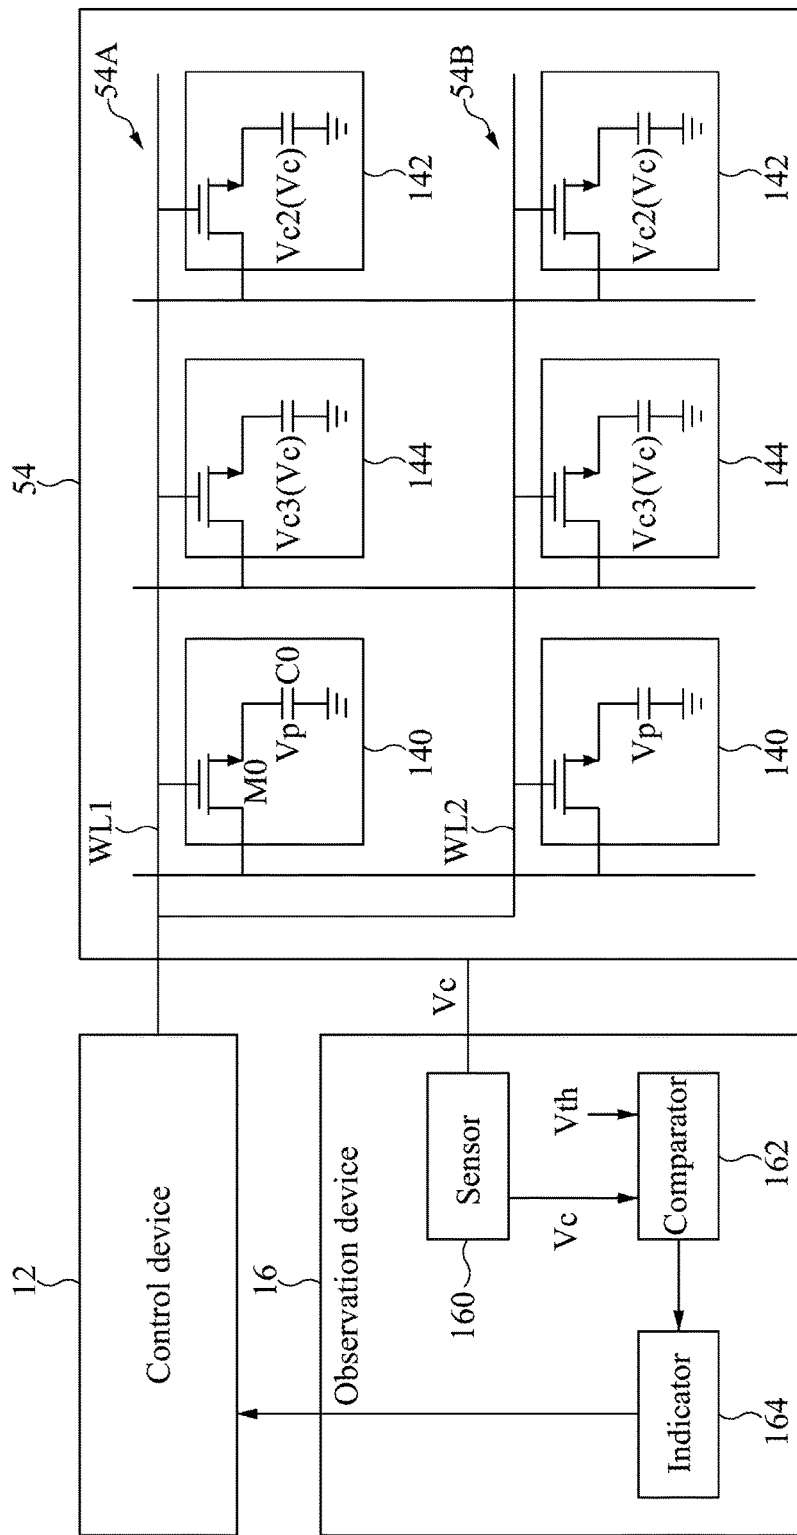 12
Control device
16
Observation device
Sensor
160
Vc
Vc
Vth
Comparator
162
Indicator
164
54
WL1
54A
M0
Vp
C0
140
Vc3(Vc)
144
Vc2(Vc)
142
WL2
54B
Vp
140
Vc3(Vc)
144
Vc2(Vc)
142